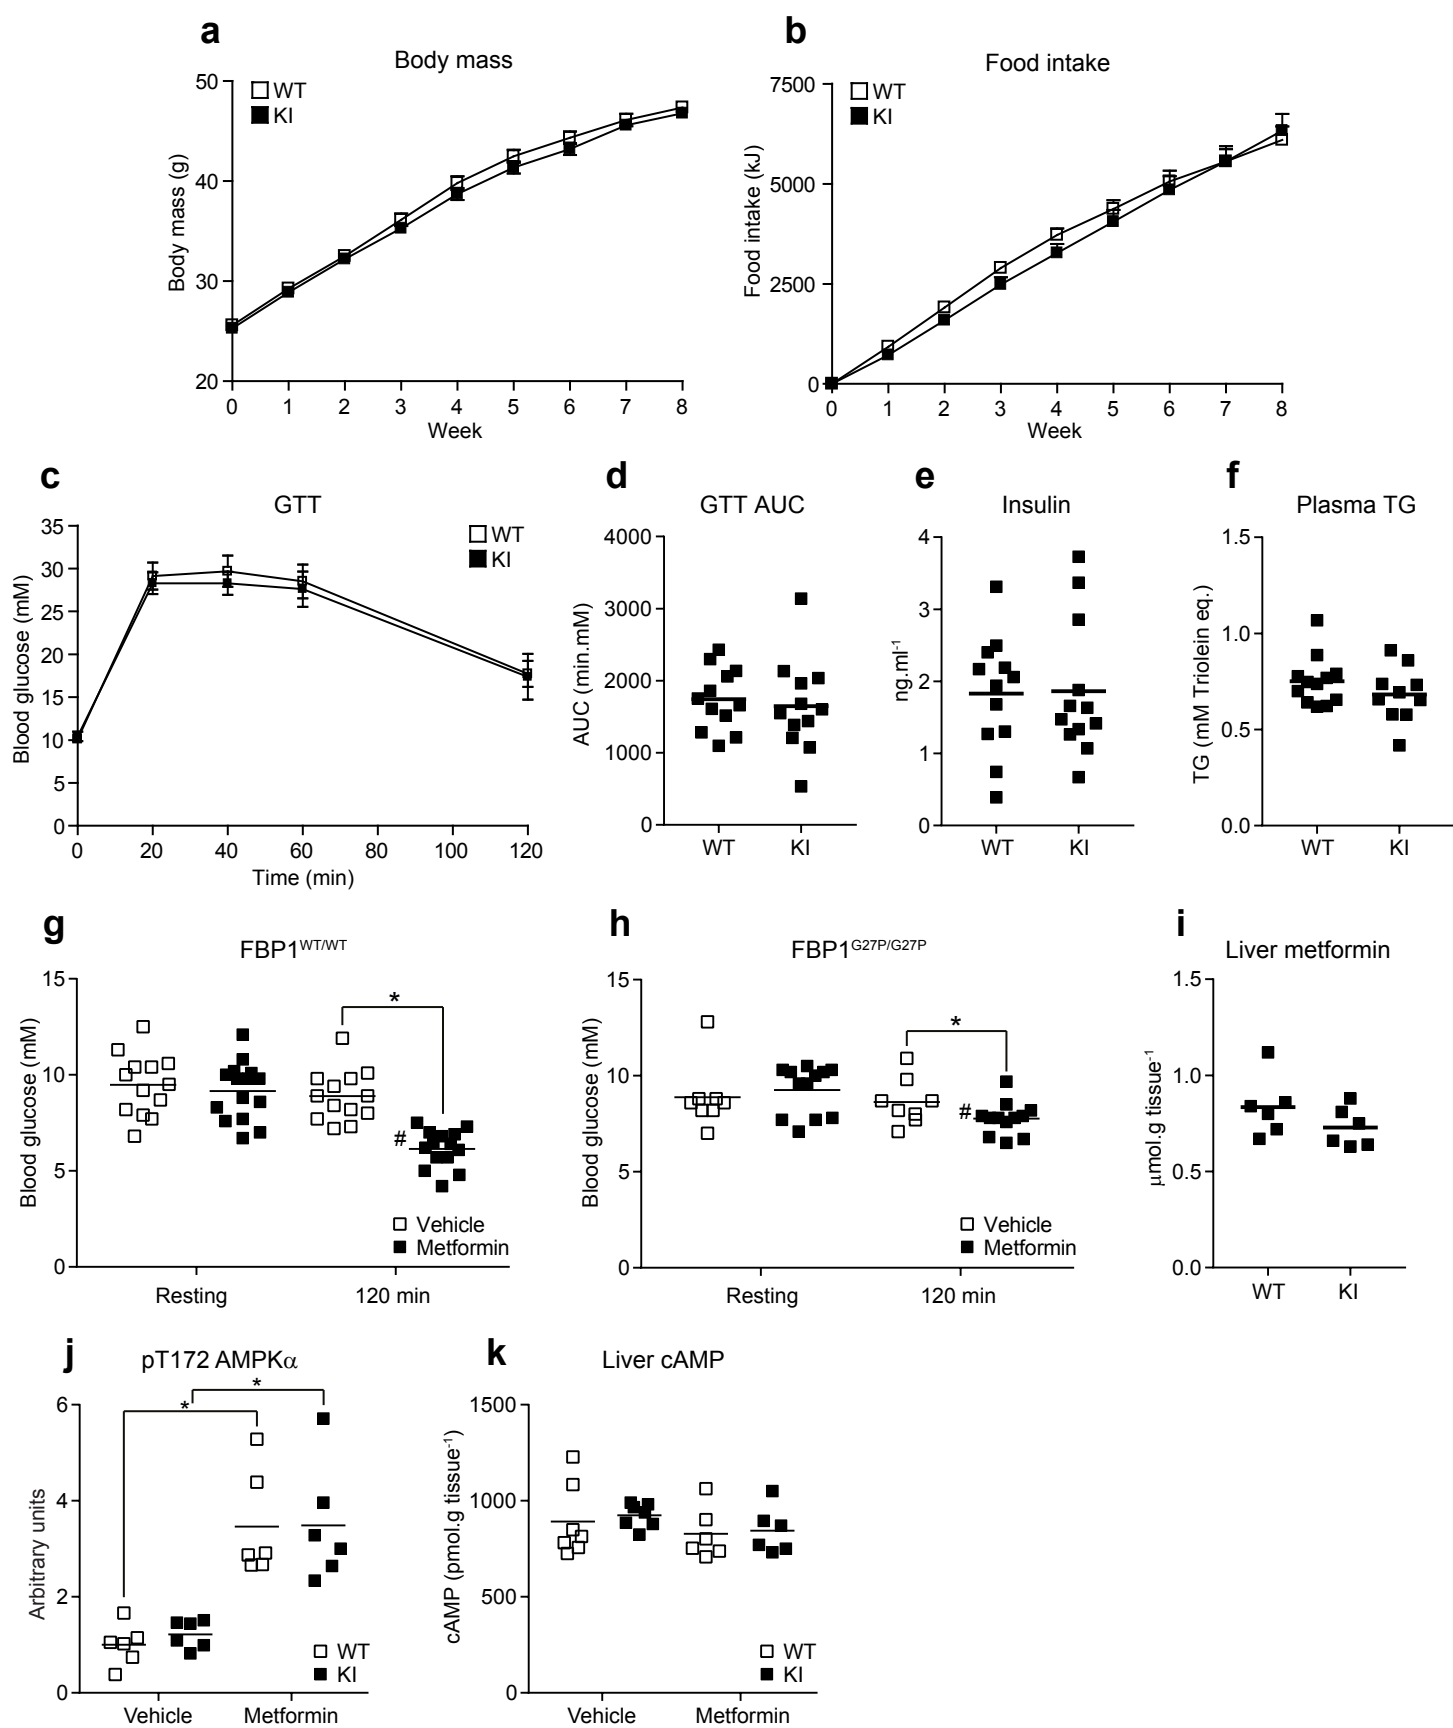 a
Body mass
WT
KI
50
40
30
20
Body mass (g)
0 1 2 3 4 5 6 7 8
Week
b
Food intake
WT
KI
7500
5000
2500
0
Food intake (kJ)
0 1 2 3 4 5 6 7 8
Week
c
GTT
WT
KI
35
30
25
20
15
10
5
0
Blood glucose (mM)
0 20 40 60 80 100 120
Time (min)
d
GTT AUC
4000
3000
2000
1000
0
AUC (min.mM)
WT KI
e
Insulin
4
3
2
1
0
ng.ml⁻¹
WT KI
f
Plasma TG
1.5
1.0
0.5
0.0
TG (mM Triolein eq.)
WT KI
g
FBP1WT/WT
15
10
5
0
Blood glucose (mM)
*
#
Vehicle
Metformin
Resting 120 min
h
FBP1G27P/G27P
15
10
5
0
Blood glucose (mM)
*
#
Vehicle
Metformin
Resting 120 min
i
Liver metformin
1.5
1.0
0.5
0.0
μmol.g tissue⁻¹
WT KI
j
pT172 AMPKα
*
*
6
4
2
0
Arbitrary units
WT
KI
Vehicle Metformin
k
Liver cAMP
1500
1000
500
0
cAMP (pmol.g tissue⁻¹)
WT
KI
Vehicle Metformin